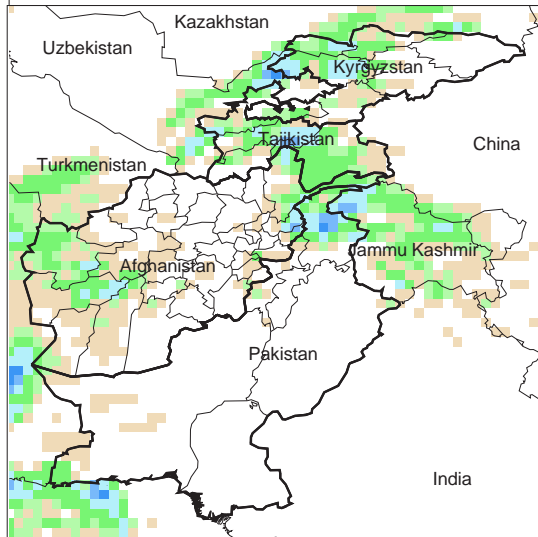 Kazakhstan
Uzbekistan
Kyrgyzstan
China
Tajikistan
Turkmenistan
Jammu Kashmir
Afghanistan
Pakistan
India